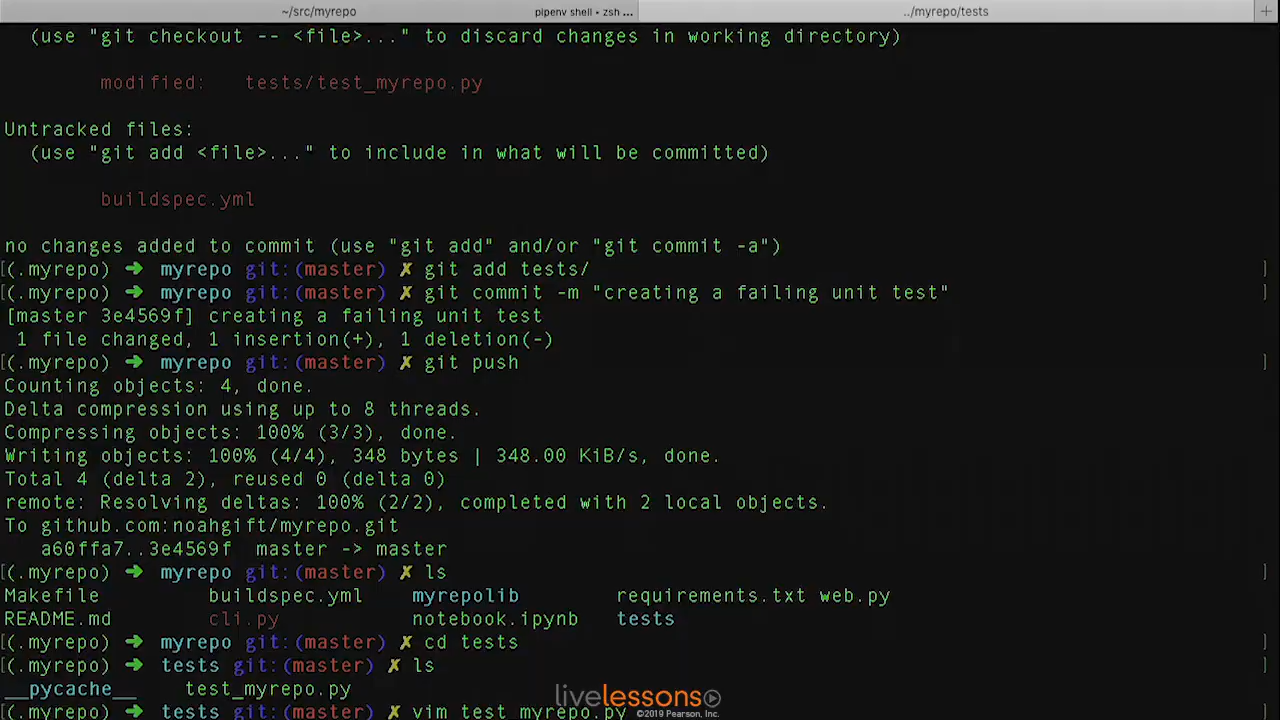 ~/src/myrepo pipenv shell • zsh ... ../myrepo/tests +
(use "git checkout -- <file>..." to discard changes in working directory)
modified: tests/test_myrepo.py
Untracked files:
(use "git add <file>..." to include in what will be committed)
buildspec.yml
no changes added to commit (use "git add" and/or "git commit -a")
[(.myrepo) ➜ myrepo git:(master) ✗ git add tests/ ]
[(.myrepo) ➜ myrepo git:(master) ✗ git commit -m "creating a failing unit test" ]
[master 3e4569f] creating a failing unit test
1 file changed, 1 insertion(+), 1 deletion(-)
[(.myrepo) ➜ myrepo git:(master) ✗ git push ]
Counting objects: 4, done.
Delta compression using up to 8 threads.
Compressing objects: 100% (3/3), done.
Writing objects: 100% (4/4), 348 bytes | 348.00 KiB/s, done.
Total 4 (delta 2), reused 0 (delta 0)
remote: Resolving deltas: 100% (2/2), completed with 2 local objects.
To github.com:noahgift/myrepo.git
a60ffa7..3e4569f master -> master
[(.myrepo) ➜ myrepo git:(master) ✗ ls ]
Makefile buildspec.yml myrepolib requirements.txt web.py
README.md cli.py notebook.ipynb tests
[(.myrepo) ➜ myrepo git:(master) ✗ cd tests ]
[(.myrepo) ➜ tests git:(master) ✗ ls ]
__pycache__ test_myrepo.py
[(.myrepo) ➜ tests git:(master) ✗ vim test_myrepo.py ]
livelessons
©2019 Pearson, Inc.